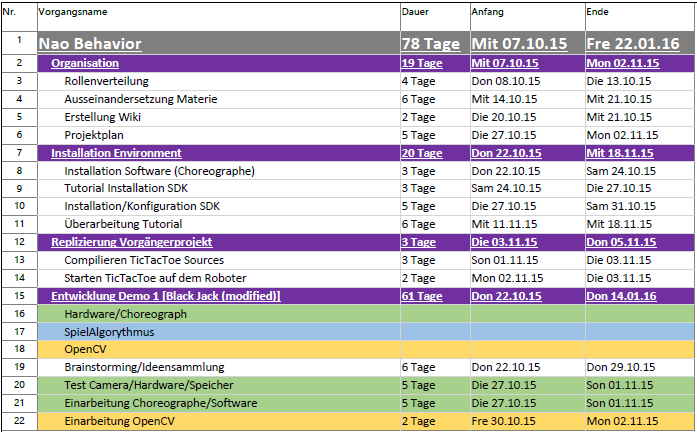 Nr. Vorgangsname Dauer Anfang Ende
1 Nao Behavior 78 Tage Mit 07.10.15 Fre 22.01.16
2 Organisation 19 Tage Mit 07.10.15 Mon 02.11.15
3 Rollenverteilung 4 Tage Don 08.10.15 Die 13.10.15
4 Ausseinandersetzung Materie 6 Tage Mit 14.10.15 Mit 21.10.15
5 Erstellung Wiki 2 Tage Die 20.10.15 Mit 21.10.15
6 Projektplan 5 Tage Die 27.10.15 Mon 02.11.15
7 Installation Environment 20 Tage Don 22.10.15 Mit 18.11.15
8 Installation Software (Choreographe) 3 Tage Don 22.10.15 Sam 24.10.15
9 Tutorial Installation SDK 3 Tage Sam 24.10.15 Die 27.10.15
10 Installation/Konfiguration SDK 5 Tage Die 27.10.15 Sam 31.10.15
11 Überarbeitung Tutorial 6 Tage Mit 11.11.15 Mit 18.11.15
12 Replizierung Vorgängerprojekt 3 Tage Die 03.11.15 Don 05.11.15
13 Compilieren TicTacToe Sources 3 Tage Son 01.11.15 Die 03.11.15
14 Starten TicTacToe auf dem Roboter 2 Tage Mon 02.11.15 Die 03.11.15
15 Entwicklung Demo 1 [Black Jack (modified)] 61 Tage Don 22.10.15 Don 14.01.16
16 Hardware/Choreograph
17 SpielAlgorythmus
18 OpenCV
19 Brainstorming/Ideensammlung 6 Tage Don 22.10.15 Don 29.10.15
20 Test Camera/Hardware/Speicher 5 Tage Die 27.10.15 Son 01.11.15
21 Einarbeitung Choreographe/Software 5 Tage Die 27.10.15 Son 01.11.15
22 Einarbeitung OpenCV 2 Tage Fre 30.10.15 Mon 02.11.15